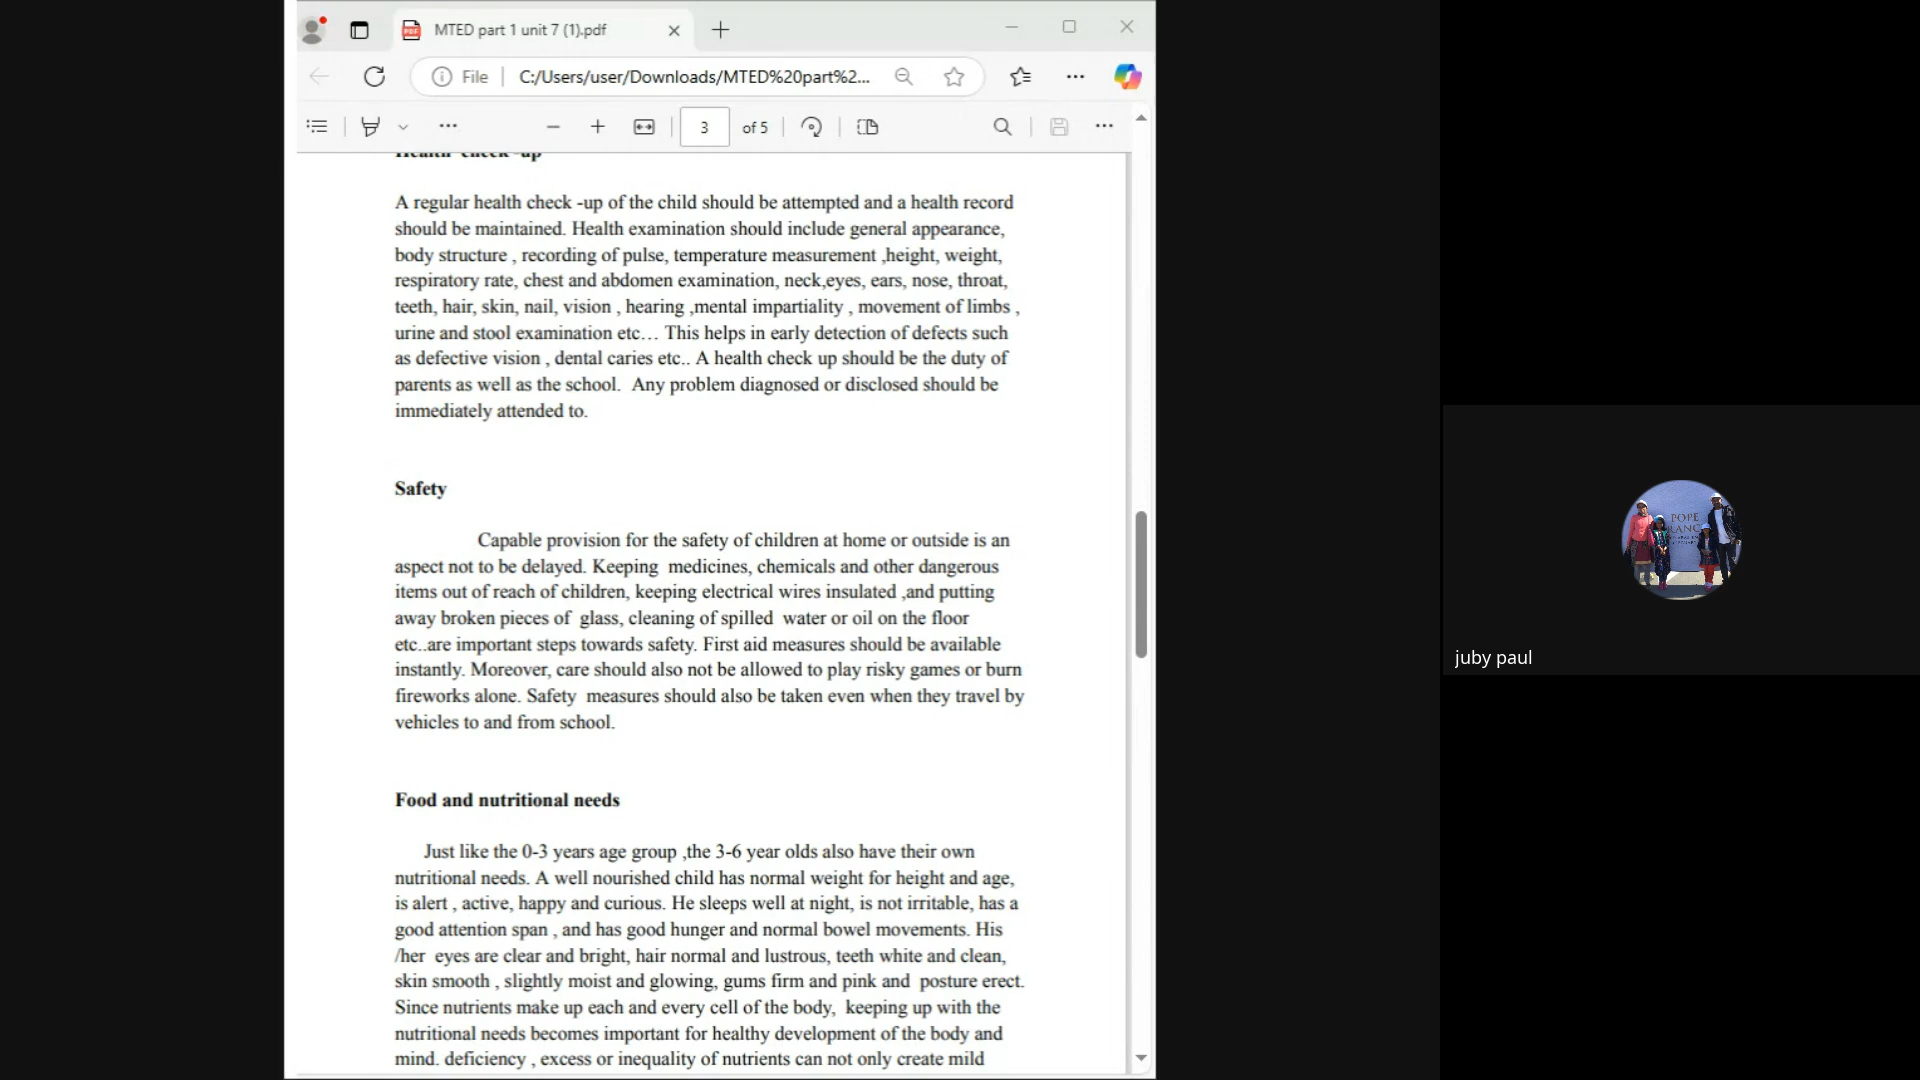 MTED part 1 unit 7 (1).pdf
File
C:/Users/user/Downloads/MTED%20part%2...
3 of 5
Health check -up
A regular health check -up of the child should be attempted and a health record
should be maintained. Health examination should include general appearance,
body structure , recording of pulse, temperature measurement ,height, weight,
respiratory rate, chest and abdomen examination, neck,eyes, ears, nose, throat,
teeth, hair, skin, nail, vision , hearing ,mental impartiality , movement of limbs ,
urine and stool examination etc… This helps in early detection of defects such
as defective vision , dental caries etc.. A health check up should be the duty of
parents as well as the school. Any problem diagnosed or disclosed should be
immediately attended to.
Safety
Capable provision for the safety of children at home or outside is an
aspect not to be delayed. Keeping medicines, chemicals and other dangerous
items out of reach of children, keeping electrical wires insulated ,and putting
away broken pieces of glass, cleaning of spilled water or oil on the floor
etc..are important steps towards safety. First aid measures should be available
instantly. Moreover, care should also not be allowed to play risky games or burn
fireworks alone. Safety measures should also be taken even when they travel by
vehicles to and from school.
Food and nutritional needs
Just like the 0-3 years age group ,the 3-6 year olds also have their own
nutritional needs. A well nourished child has normal weight for height and age,
is alert , active, happy and curious. He sleeps well at night, is not irritable, has a
good attention span , and has good hunger and normal bowel movements. His
/her eyes are clear and bright, hair normal and lustrous, teeth white and clean,
skin smooth , slightly moist and glowing, gums firm and pink and posture erect.
Since nutrients make up each and every cell of the body, keeping up with the
nutritional needs becomes important for healthy development of the body and
mind. deficiency , excess or inequality of nutrients can not only create mild
POPE
juby paul